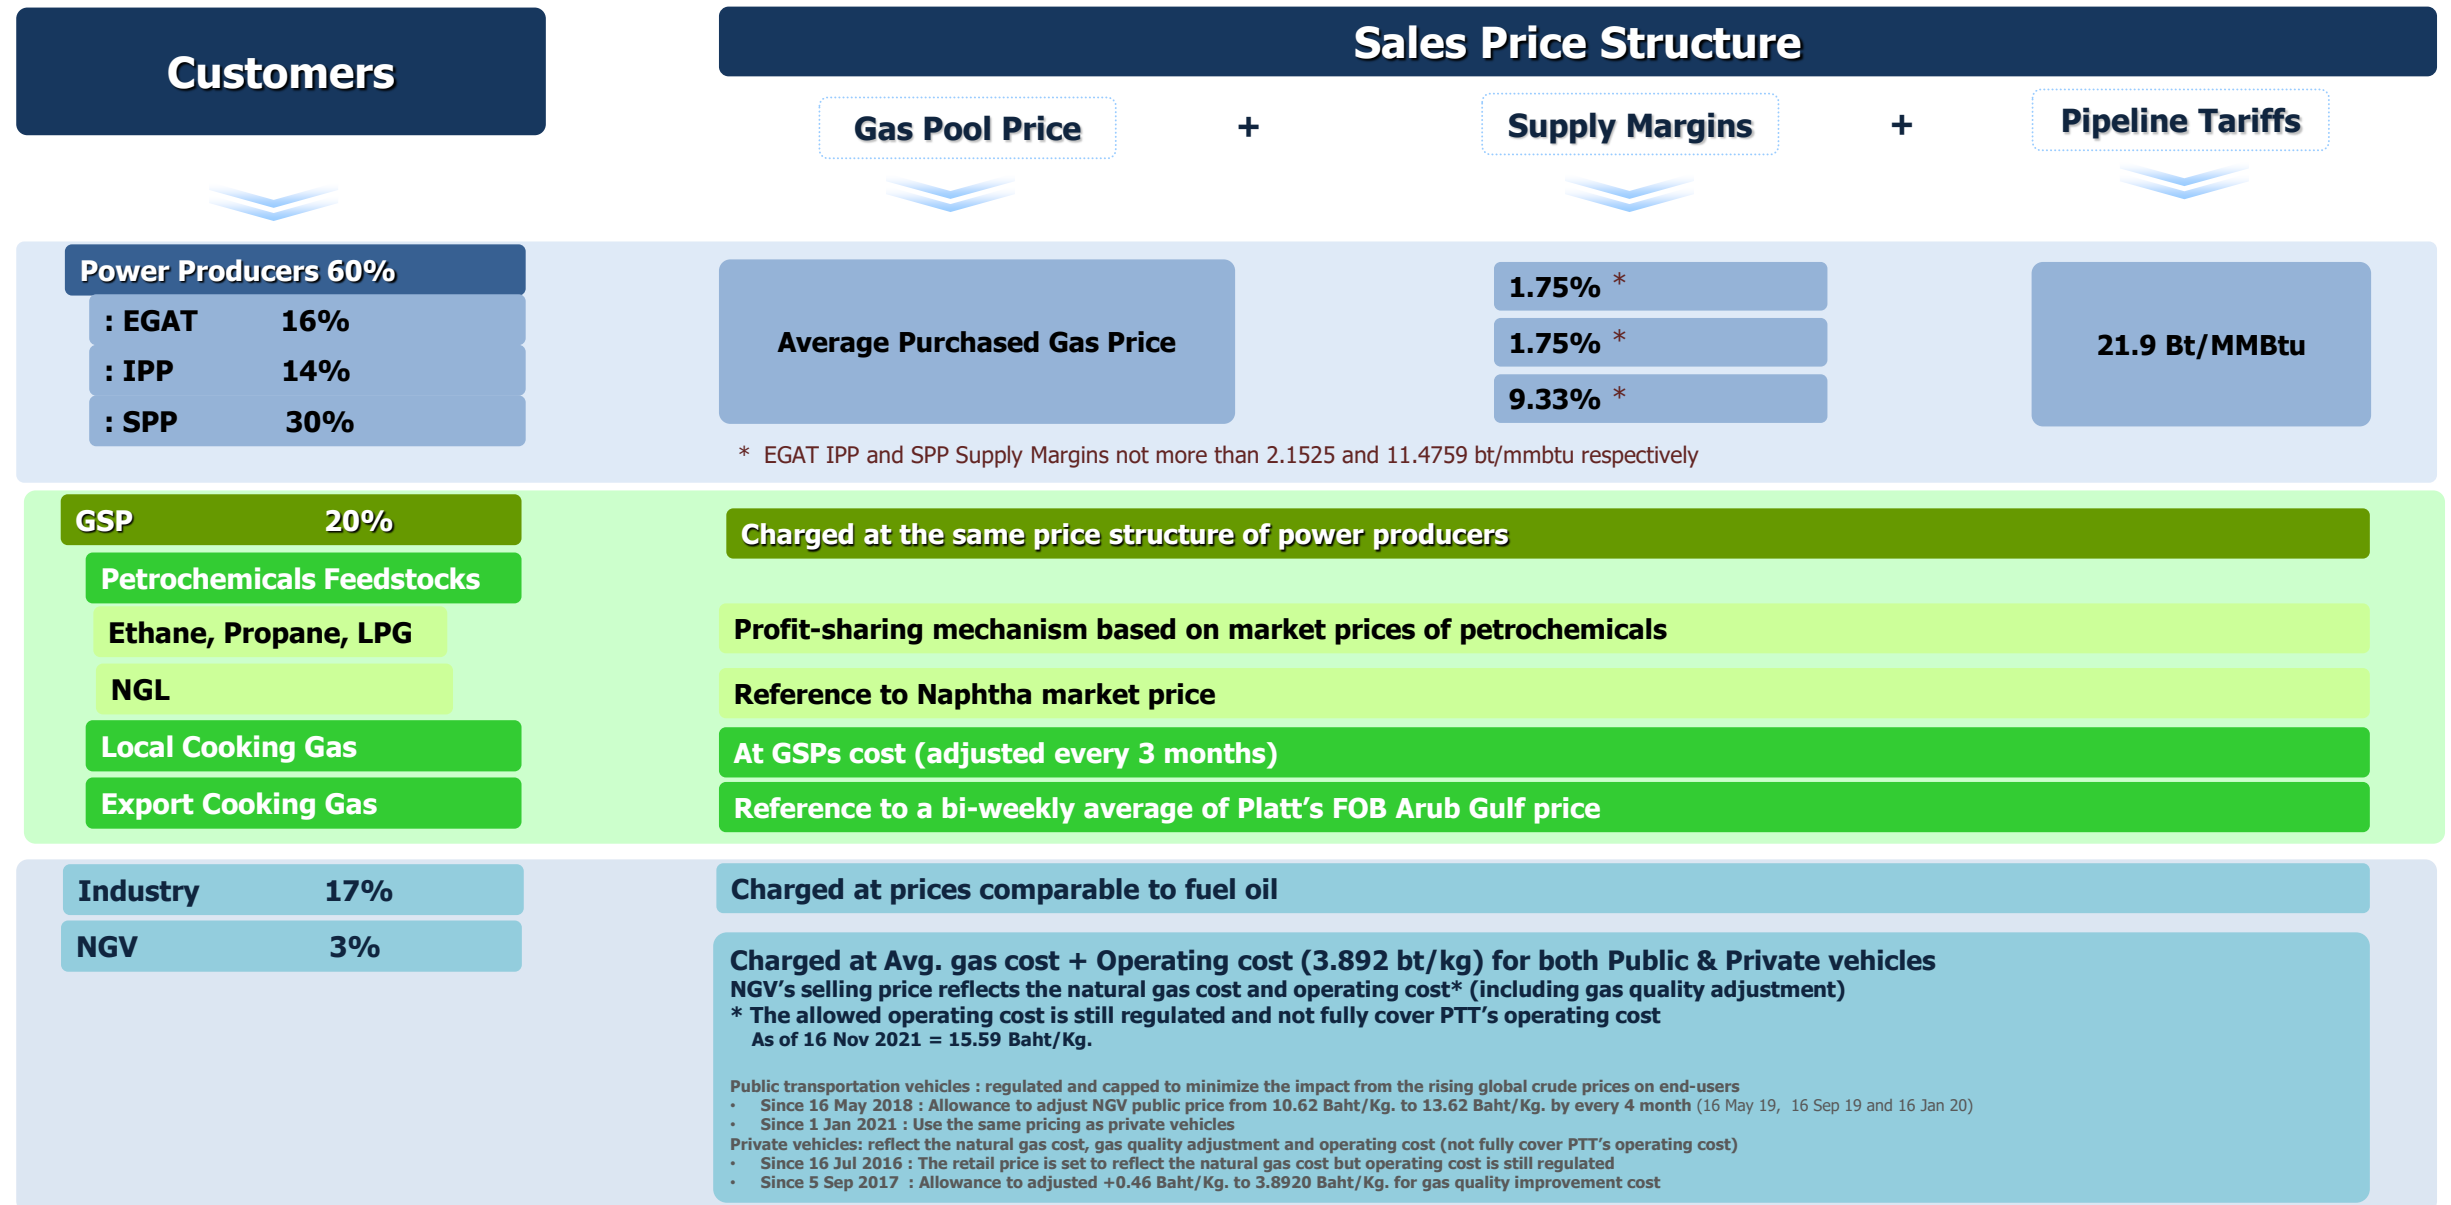 Customers
Sales Price Structure
Gas Pool Price + Supply Margins + Pipeline Tariffs
Power Producers 60%
: EGAT 16%
: IPP 14%
: SPP 30%
Average Purchased Gas Price
1.75% *
1.75% *
9.33% *
21.9 Bt/MMBtu
* EGAT IPP and SPP Supply Margins not more than 2.1525 and 11.4759 bt/mmbtu respectively
GSP 20%
Charged at the same price structure of power producers
Petrochemicals Feedstocks
Ethane, Propane, LPG
Profit-sharing mechanism based on market prices of petrochemicals
NGL
Reference to Naphtha market price
Local Cooking Gas
At GSPs cost (adjusted every 3 months)
Export Cooking Gas
Reference to a bi-weekly average of Platt’s FOB Arub Gulf price
Industry 17%
Charged at prices comparable to fuel oil
NGV 3%
Charged at Avg. gas cost + Operating cost (3.892 bt/kg) for both Public & Private vehicles
NGV’s selling price reflects the natural gas cost and operating cost* (including gas quality adjustment)
* The allowed operating cost is still regulated and not fully cover PTT’s operating cost
As of 16 Nov 2021 = 15.59 Baht/Kg.
Public transportation vehicles : regulated and capped to minimize the impact from the rising global crude prices on end-users
• Since 16 May 2018 : Allowance to adjust NGV public price from 10.62 Baht/Kg. to 13.62 Baht/Kg. by every 4 month (16 May 19, 16 Sep 19 and 16 Jan 20)
• Since 1 Jan 2021 : Use the same pricing as private vehicles
Private vehicles: reflect the natural gas cost, gas quality adjustment and operating cost (not fully cover PTT’s operating cost)
• Since 16 Jul 2016 : The retail price is set to reflect the natural gas cost but operating cost is still regulated
• Since 5 Sep 2017 : Allowance to adjusted +0.46 Baht/Kg. to 3.8920 Baht/Kg. for gas quality improvement cost